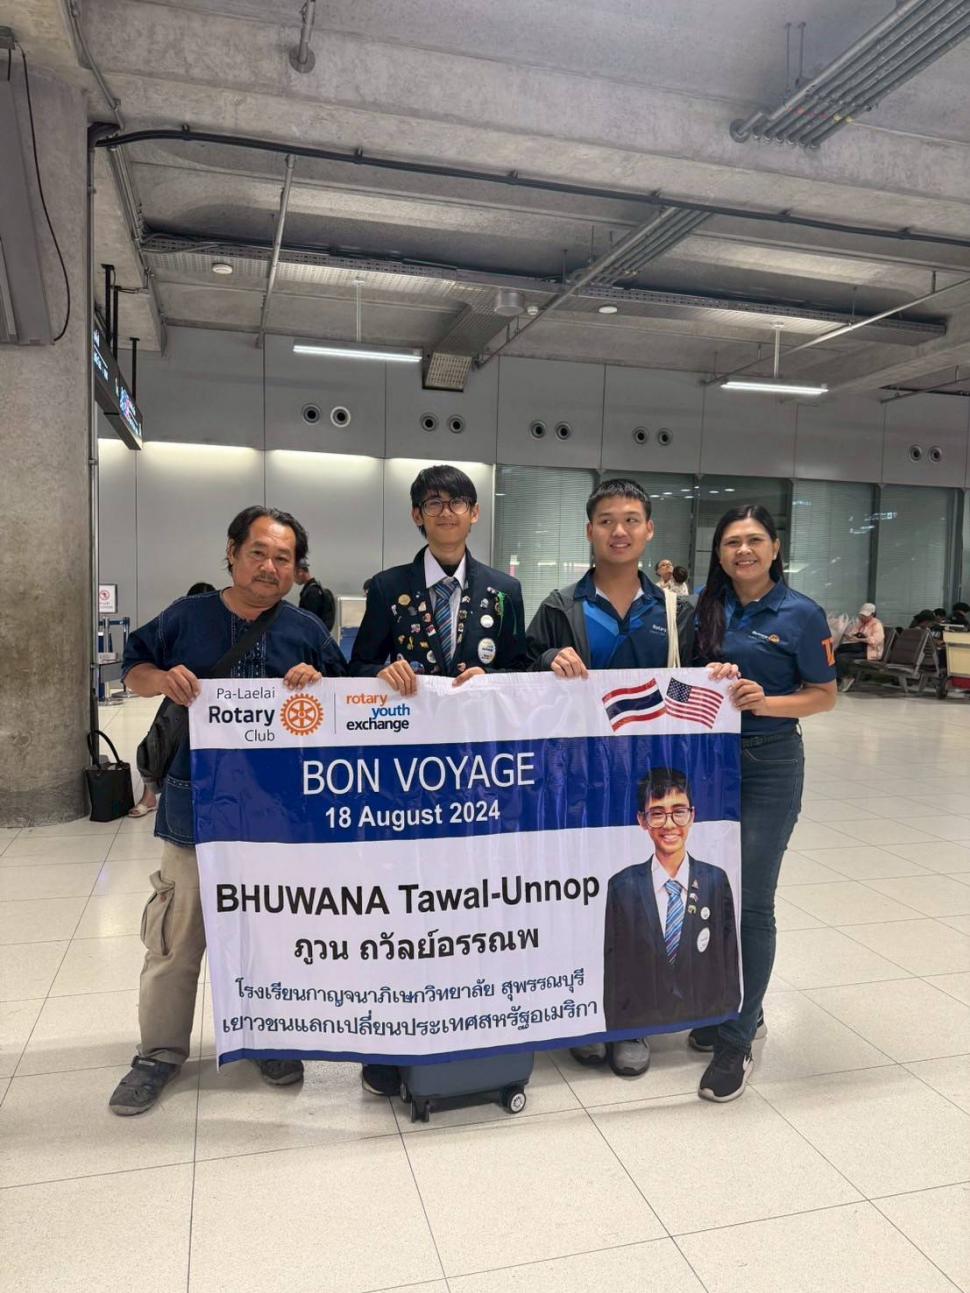 Pa-Laelai
Rotary
Club
rotary
youth
exchange
BON VOYAGE
18 August 2024
BHUWANA Tawal-Unnop
ภูวน ถวัลย์อรรณพ
โรงเรียนกาญจนาภิเษกวิทยาลัย สุพรรณบุรี
เยาวชนแลกเปลี่ยนประเทศสหรัฐอเมริกา
Rotary